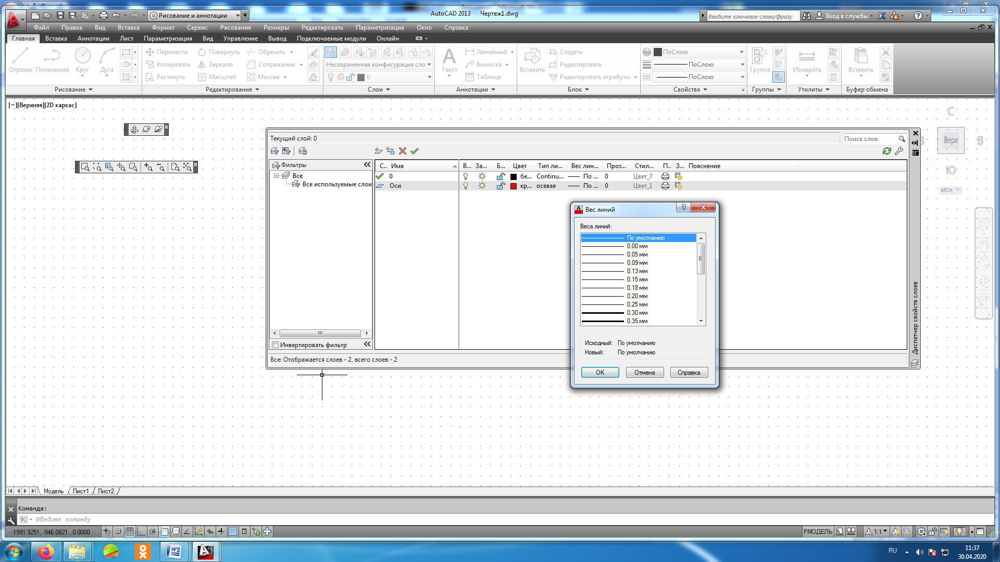 Рисование и аннотации
AutoCAD 2013 Чертеж1.dwg
Введите ключевое слово/фразу
Вход в службы
Файл Правка Вид Вставка Формат Сервис Рисование Размеры Редактировать Параметризация Окно Справка
Главная Вставка Аннотации Лист Параметризация Вид Управление Вывод Подключаемые модули Онлайн
Отрезок Полилиния Круг Дуга
Рисование
Перенести Повернуть Обрезать
Копировать Зеркало Сопряжение
Растянуть Масштаб Массив
Редактирование
Несохраненная конфигурация сло
0
Слои
Текст
Линейный
Выноска
Таблица
Аннотации
Вставить
Создать
Редактировать
Редактировать атрибуты
Блок
ПоСлою
ПоСлою
ПоСлою
Свойства
Группа
Группы
Измерить
Утилиты
Вставить
Буфер обмена
[−][Верхняя][2D каркас]
С
Верх
В
Ю
МСК
Текущий слой: 0
Поиск слоя
Фильтры
Все
Все используемые слои
Инвертировать фильтр
С.. Имя В... За... Б... Цвет Тип ли... Вес лин... Проз... Стил... П.. З... Пояснение
0 бе... Continu... По ... 0 Цвет_7
Оси кр... осевая По ... 0 Цвет_1
Все: Отображается слоев - 2, всего слоев - 2
Диспетчер свойств слоев
Вес линий
Веса линий:
По умолчанию
0.00 мм
0.05 мм
0.09 мм
0.13 мм
0.15 мм
0.18 мм
0.20 мм
0.25 мм
0.30 мм
0.35 мм
Исходный: По умолчанию
Новый: По умолчанию
OK Отмена Справка
Модель Лист1 Лист2
Команда:
Введите команду
-1991.9251, -946.0821 , 0.0000
РМОДЕЛЬ
1:1
RU
11:37
30.04.2020